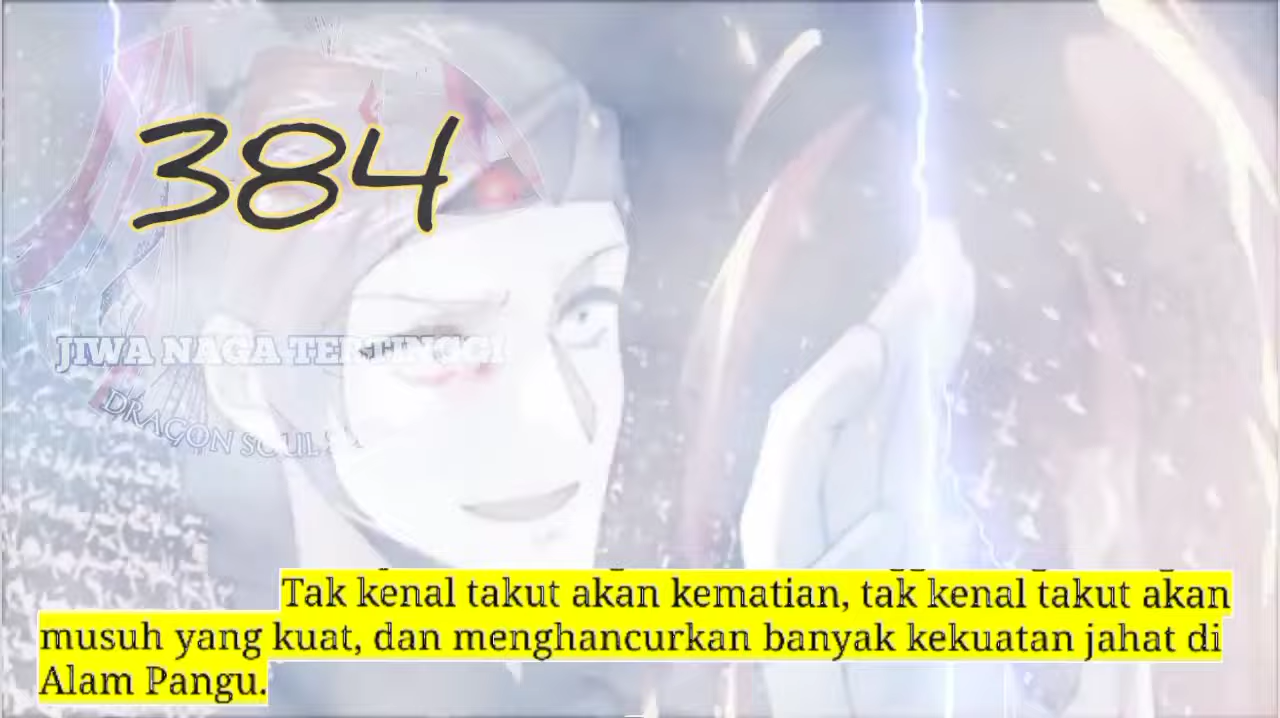 384
JIWA NAGA TERTINGGI
DRAGON SOUL
Tak kenal takut akan kematian, tak kenal takut akan
musuh yang kuat, dan menghancurkan banyak kekuatan jahat di
Alam Pangu.